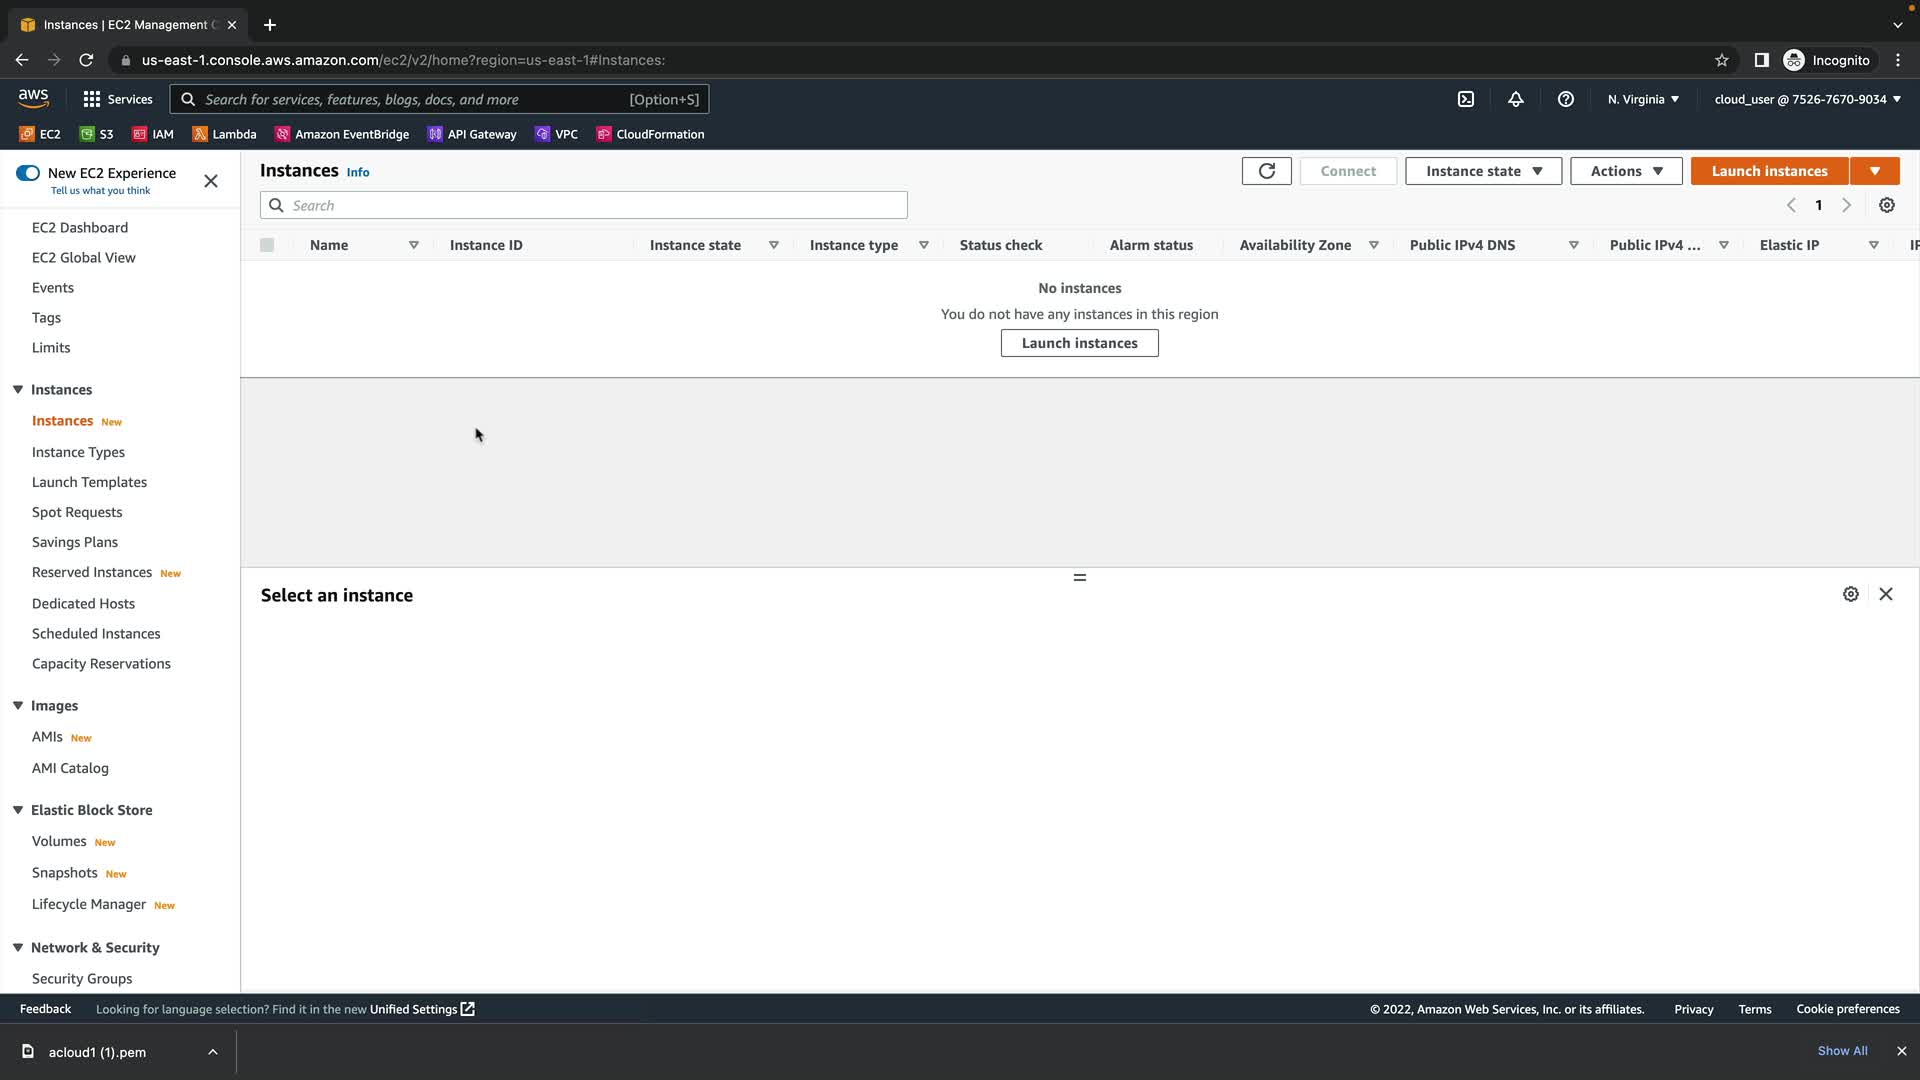 Instances | EC2 Management C
us-east-1.console.aws.amazon.com/ec2/v2/home?region=us-east-1#Instances:
Incognito
aws
Services
Search for services, features, blogs, docs, and more
[Option+S]
N. Virginia
cloud_user @ 7526-7670-9034
EC2
S3
IAM
Lambda
Amazon EventBridge
API Gateway
VPC
CloudFormation
New EC2 Experience
Tell us what you think
EC2 Dashboard
EC2 Global View
Events
Tags
Limits
Instances
Instances New
Instance Types
Launch Templates
Spot Requests
Savings Plans
Reserved Instances New
Dedicated Hosts
Scheduled Instances
Capacity Reservations
Images
AMIs New
AMI Catalog
Elastic Block Store
Volumes New
Snapshots New
Lifecycle Manager New
Network & Security
Security Groups
Instances Info
Connect
Instance state
Actions
Launch instances
Search
1
Name
Instance ID
Instance state
Instance type
Status check
Alarm status
Availability Zone
Public IPv4 DNS
Public IPv4 ...
Elastic IP
IP
No instances
You do not have any instances in this region
Launch instances
Select an instance
Feedback
Looking for language selection? Find it in the new Unified Settings
© 2022, Amazon Web Services, Inc. or its affiliates.
Privacy
Terms
Cookie preferences
acloud1 (1).pem
Show All